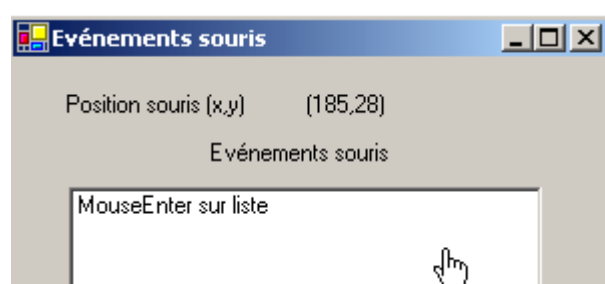 Evénements souris
Position souris (x,y) (185,28)
Evénements souris
MouseEnter sur liste